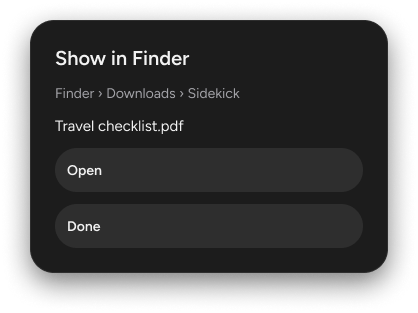 Show in Finder
Finder › Downloads › Sidekick
Travel checklist.pdf
Open
Done